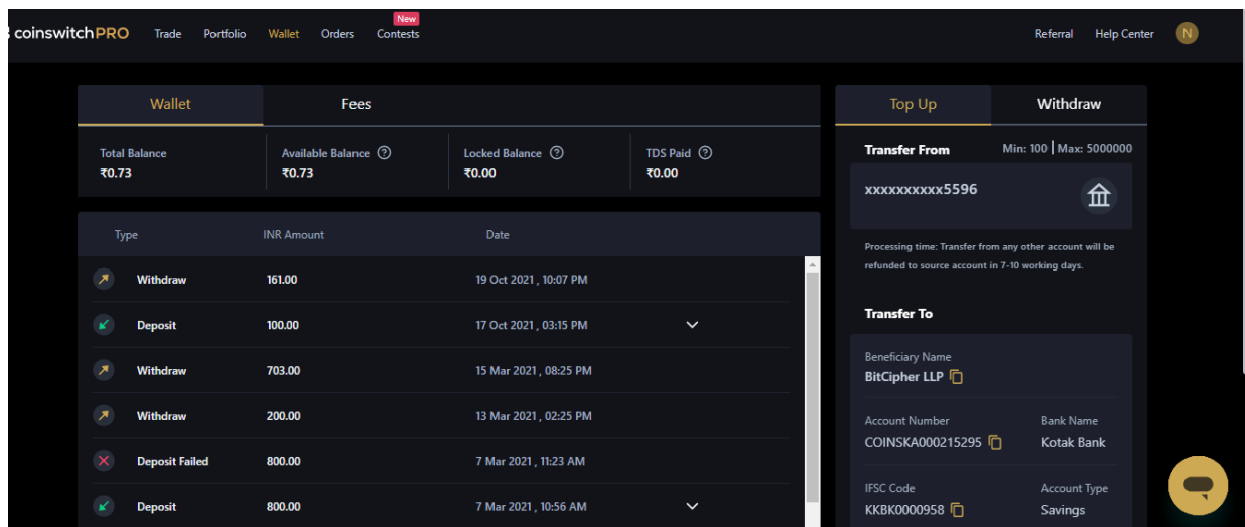 coinswitchPRO Trade Portfolio Wallet Orders Contests New Referral Help Center N
Wallet Fees
Total Balance Available Balance ? Locked Balance ? TDS Paid ?
₹0.73 ₹0.73 ₹0.00 ₹0.00
Type INR Amount Date
Withdraw 161.00 19 Oct 2021 , 10:07 PM
Deposit 100.00 17 Oct 2021 , 03:15 PM
Withdraw 703.00 15 Mar 2021 , 08:25 PM
Withdraw 200.00 13 Mar 2021 , 02:25 PM
Deposit Failed 800.00 7 Mar 2021 , 11:23 AM
Deposit 800.00 7 Mar 2021 , 10:56 AM
Top Up Withdraw
Transfer From Min: 100 | Max: 5000000
xxxxxxxxxx5596
Processing time: Transfer from any other account will be
refunded to source account in 7-10 working days.
Transfer To
Beneficiary Name
BitCipher LLP
Account Number Bank Name
COINSKA000215295 Kotak Bank
IFSC Code Account Type
KKBK0000958 Savings